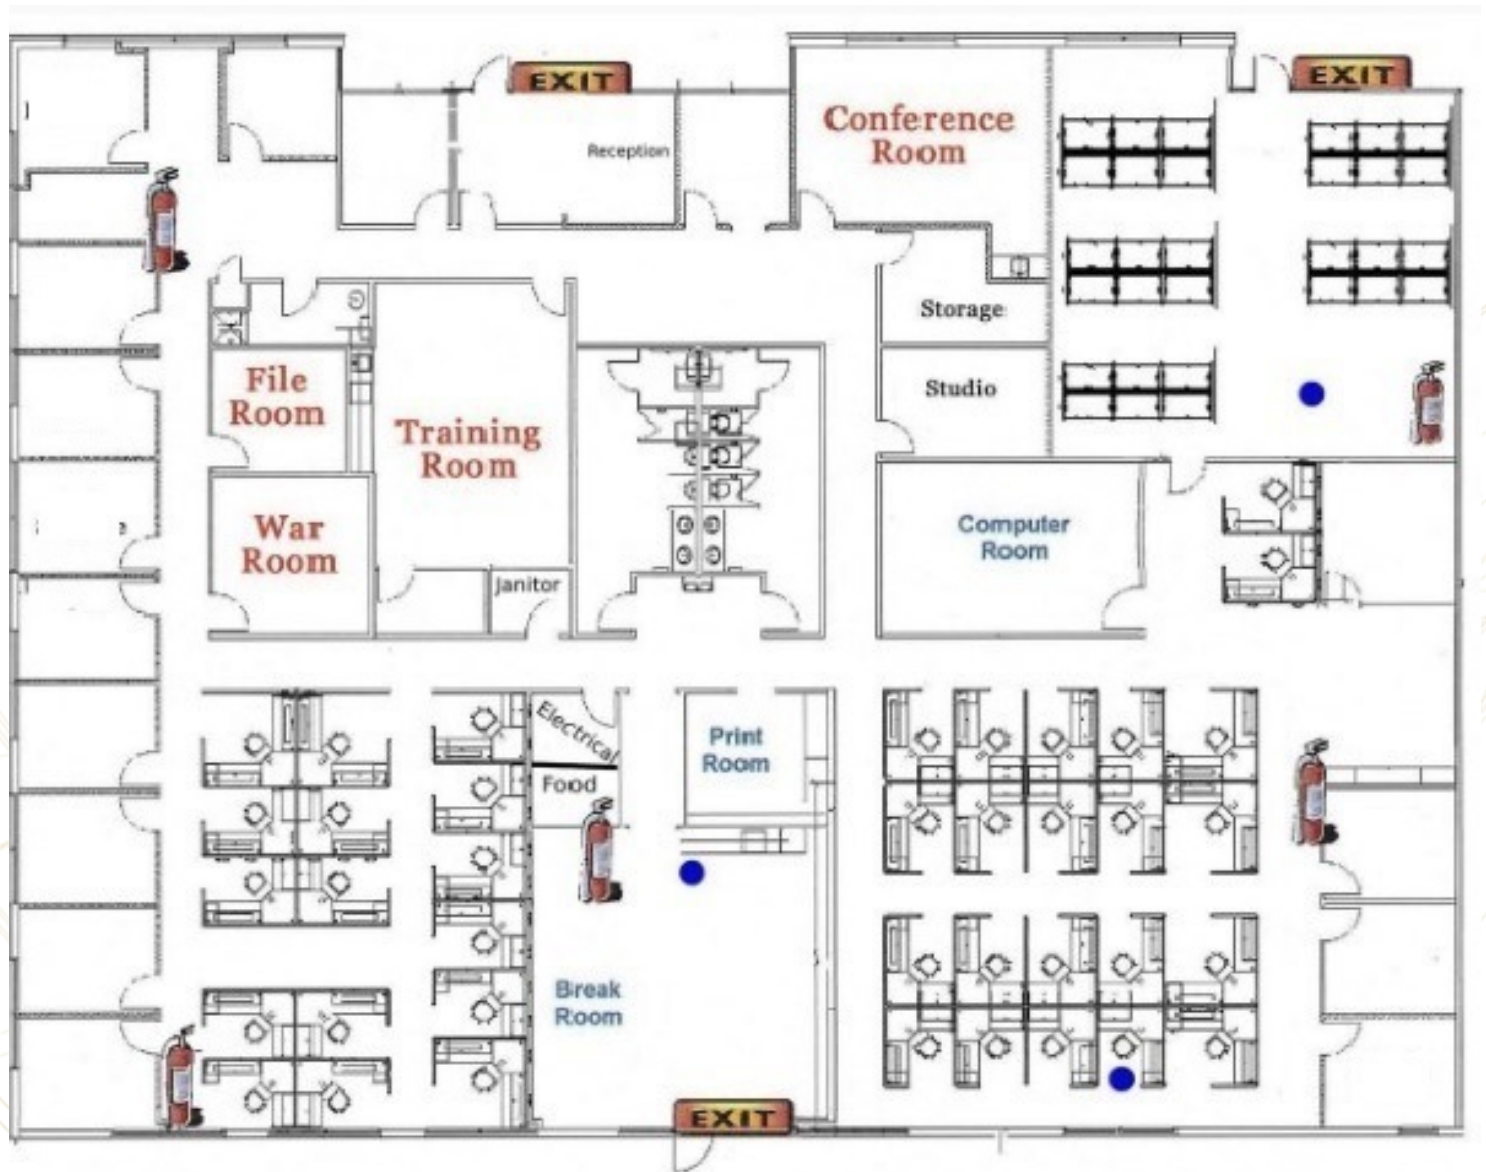 EXIT
EXIT
Conference
Room
Reception
Storage
File
Room
Studio
Training
Room
War
Room
Computer
Room
Janitor
Electrical
Food
Print
Room
Break
Room
EXIT